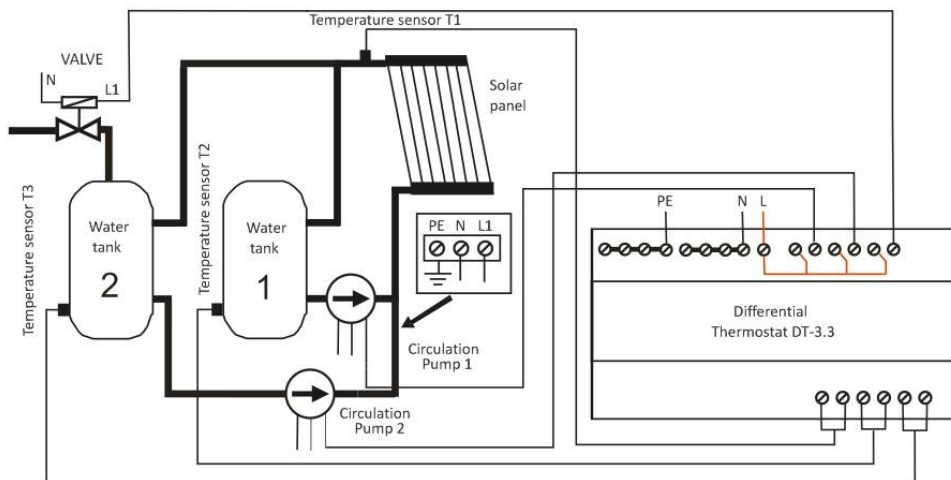 Temperature sensor T1
VALVE
N
L1
Solar
panel
Temperature sensor T3
Temperature sensor T2
Water
tank
2
Water
tank
1
PE N L1
PE
N
L
Differential
Thermostat DT-3.3
Circulation
Pump 1
Circulation
Pump 2